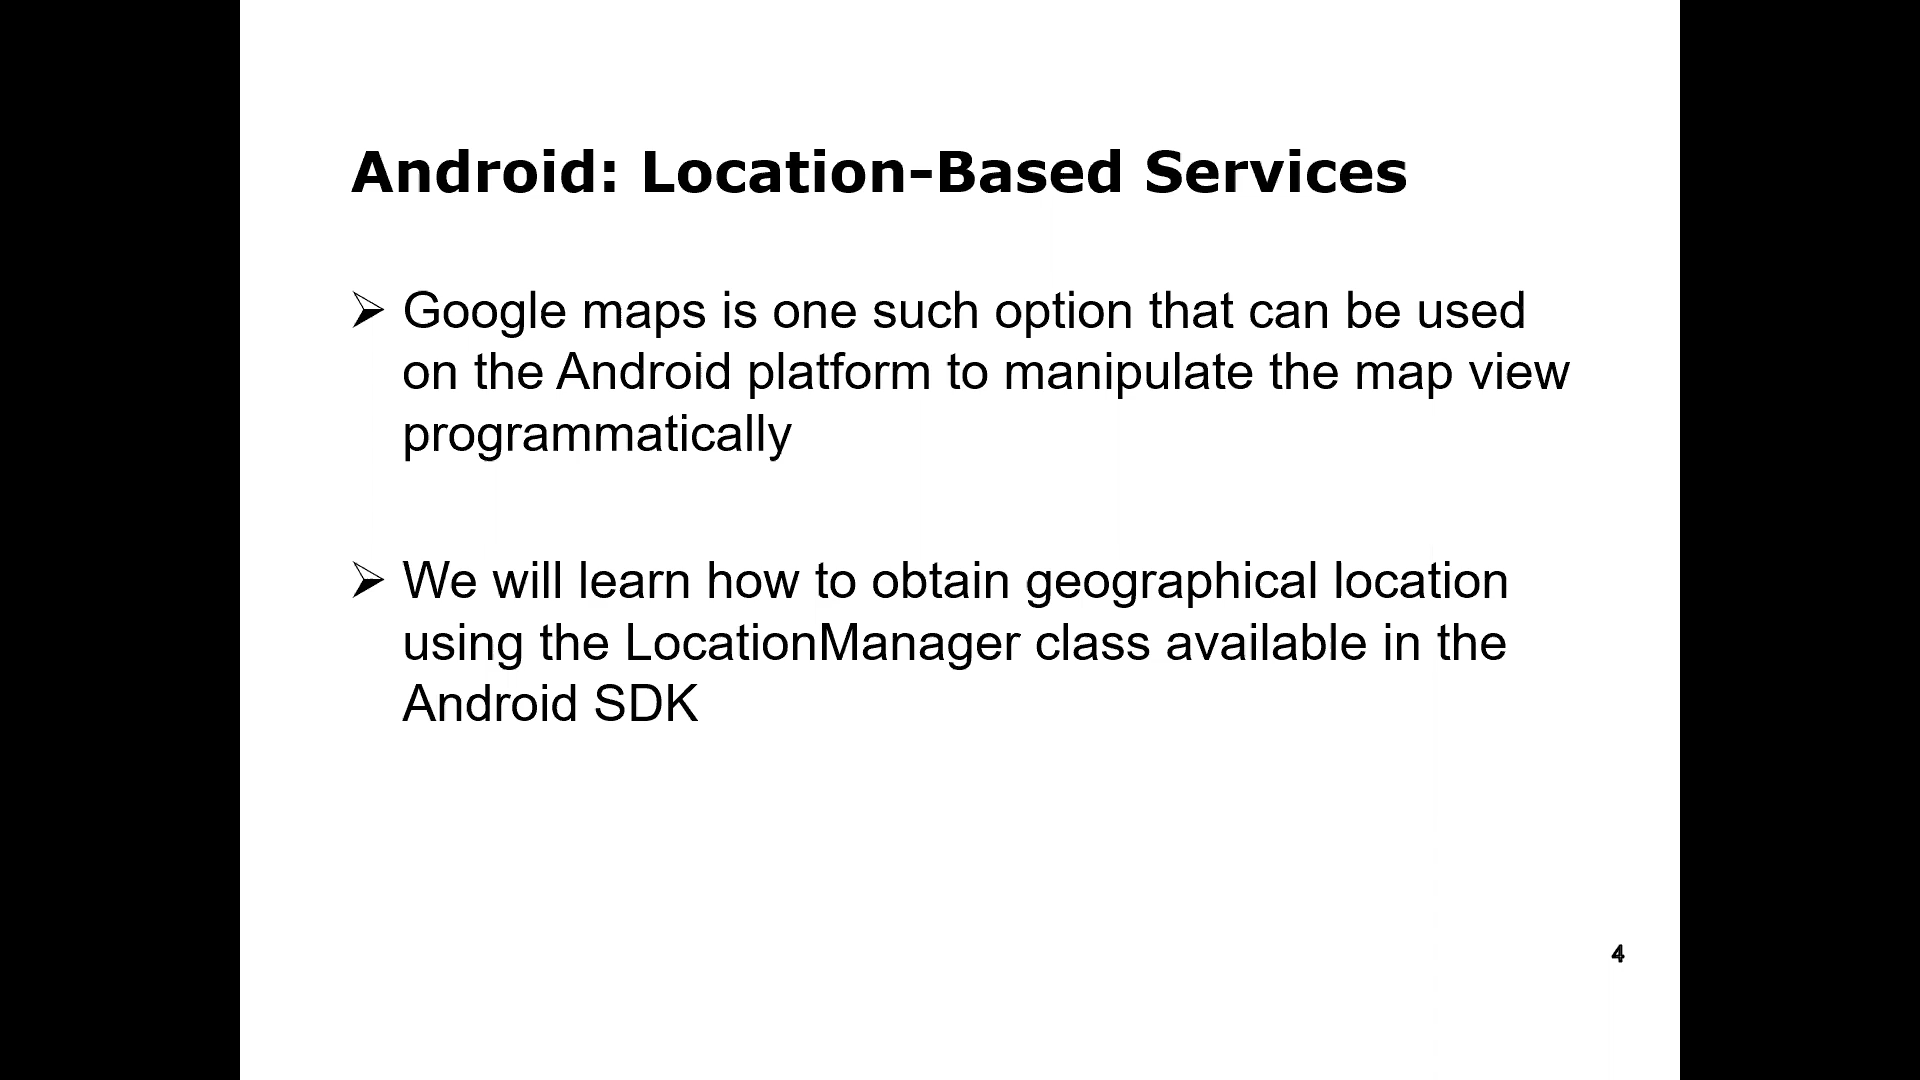 Android: Location-Based Services
➢ Google maps is one such option that can be used
on the Android platform to manipulate the map view
programmatically
➢ We will learn how to obtain geographical location
using the LocationManager class available in the
Android SDK
4